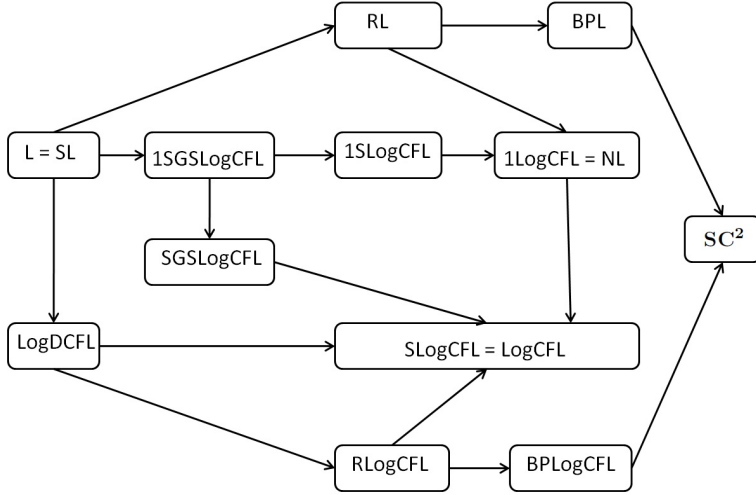 RL
BPL
L = SL
1SGSLogCFL
1SLogCFL
1LogCFL = NL
SC²
SGSLogCFL
LogDCFL
SLogCFL = LogCFL
RLogCFL
BPLogCFL